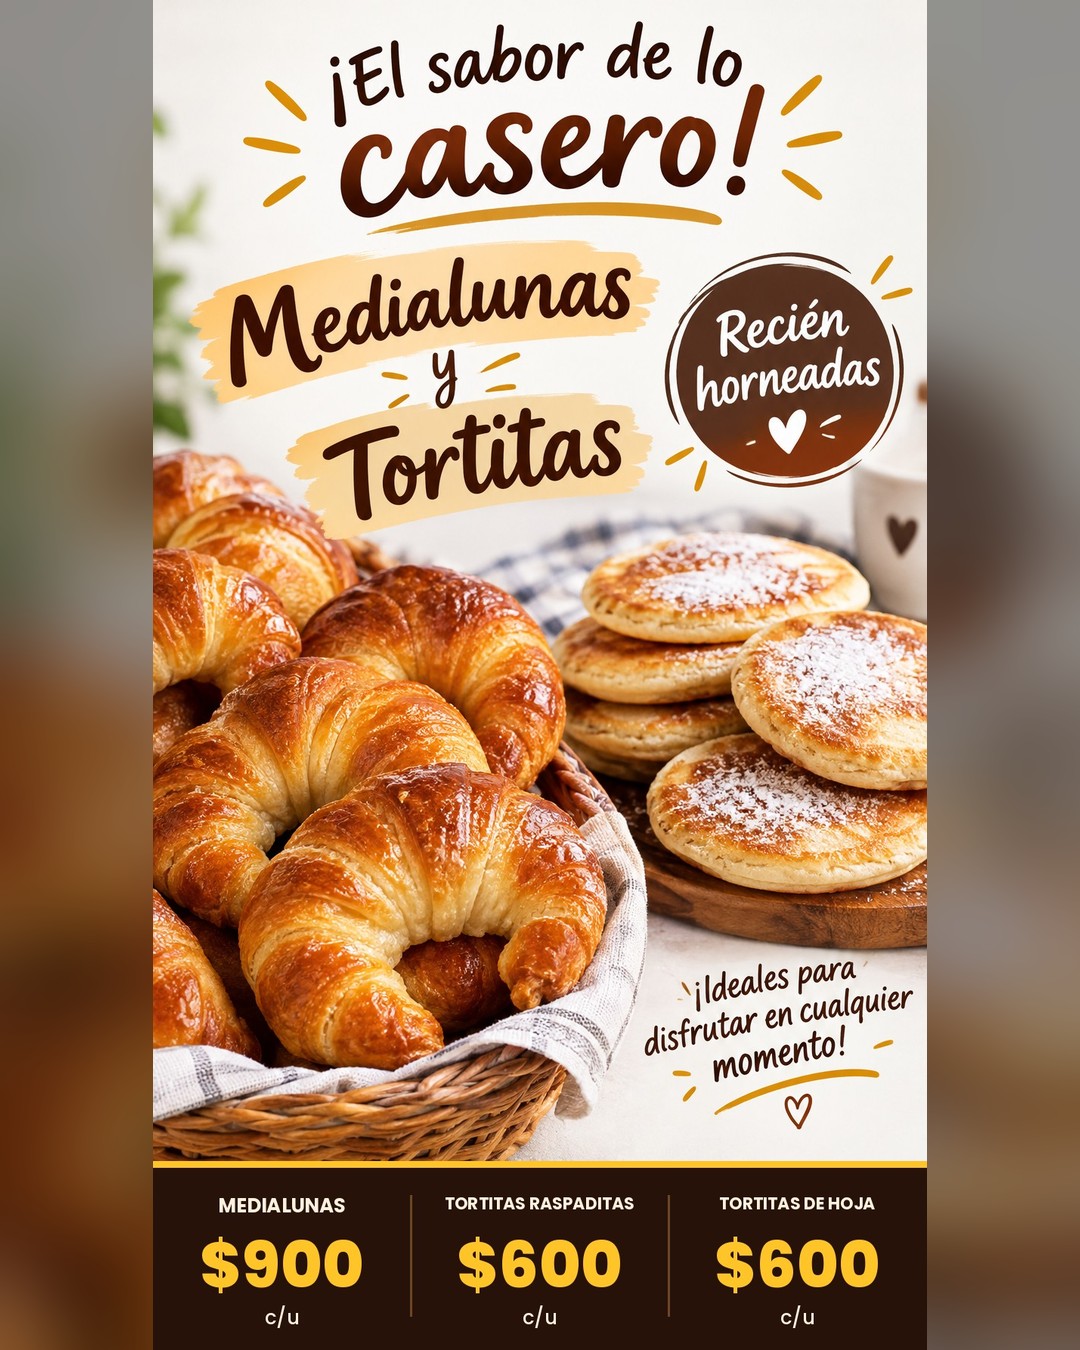 ¡El sabor de lo
casero!
Medialunas
y
Tortitas
Recién
horneadas
¡Ideales para
disfrutar en cualquier
momento!
MEDIALUNAS
$900
c/u
TORTITAS RASPADITAS
$600
c/u
TORTITAS DE HOJA
$600
c/u